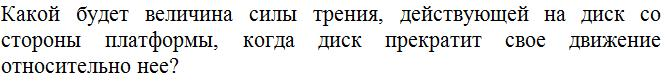 Какой будет величина силы трения, действующей на диск со
стороны платформы, когда диск прекратит свое движение
относительно нее?